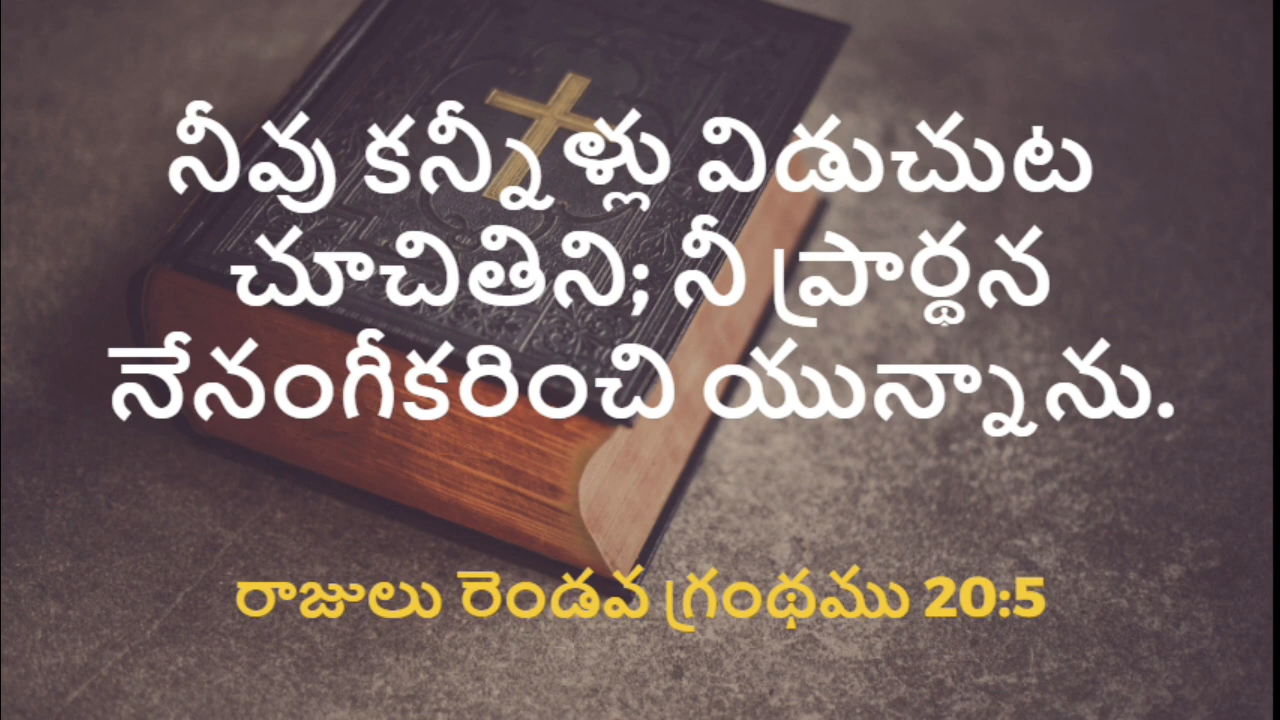 నీవు కన్నీళ్లు విడుచుట
చూచితిని; నీ ప్రార్థన
నేనంగీకరించి యున్నాను.
రాజులు రెండవ గ్రంథము 20:5